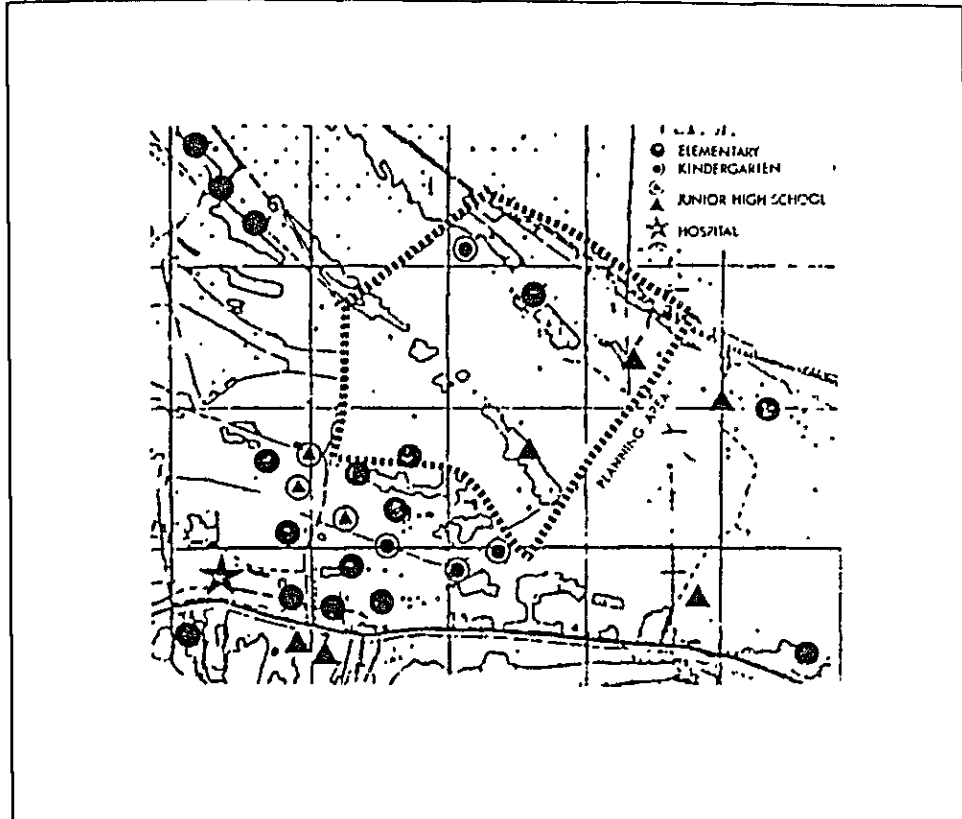 ELEMENTARY
KINDERGARTEN
JUNIOR HIGH SCHOOL
HOSPITAL
PLANNING AREA